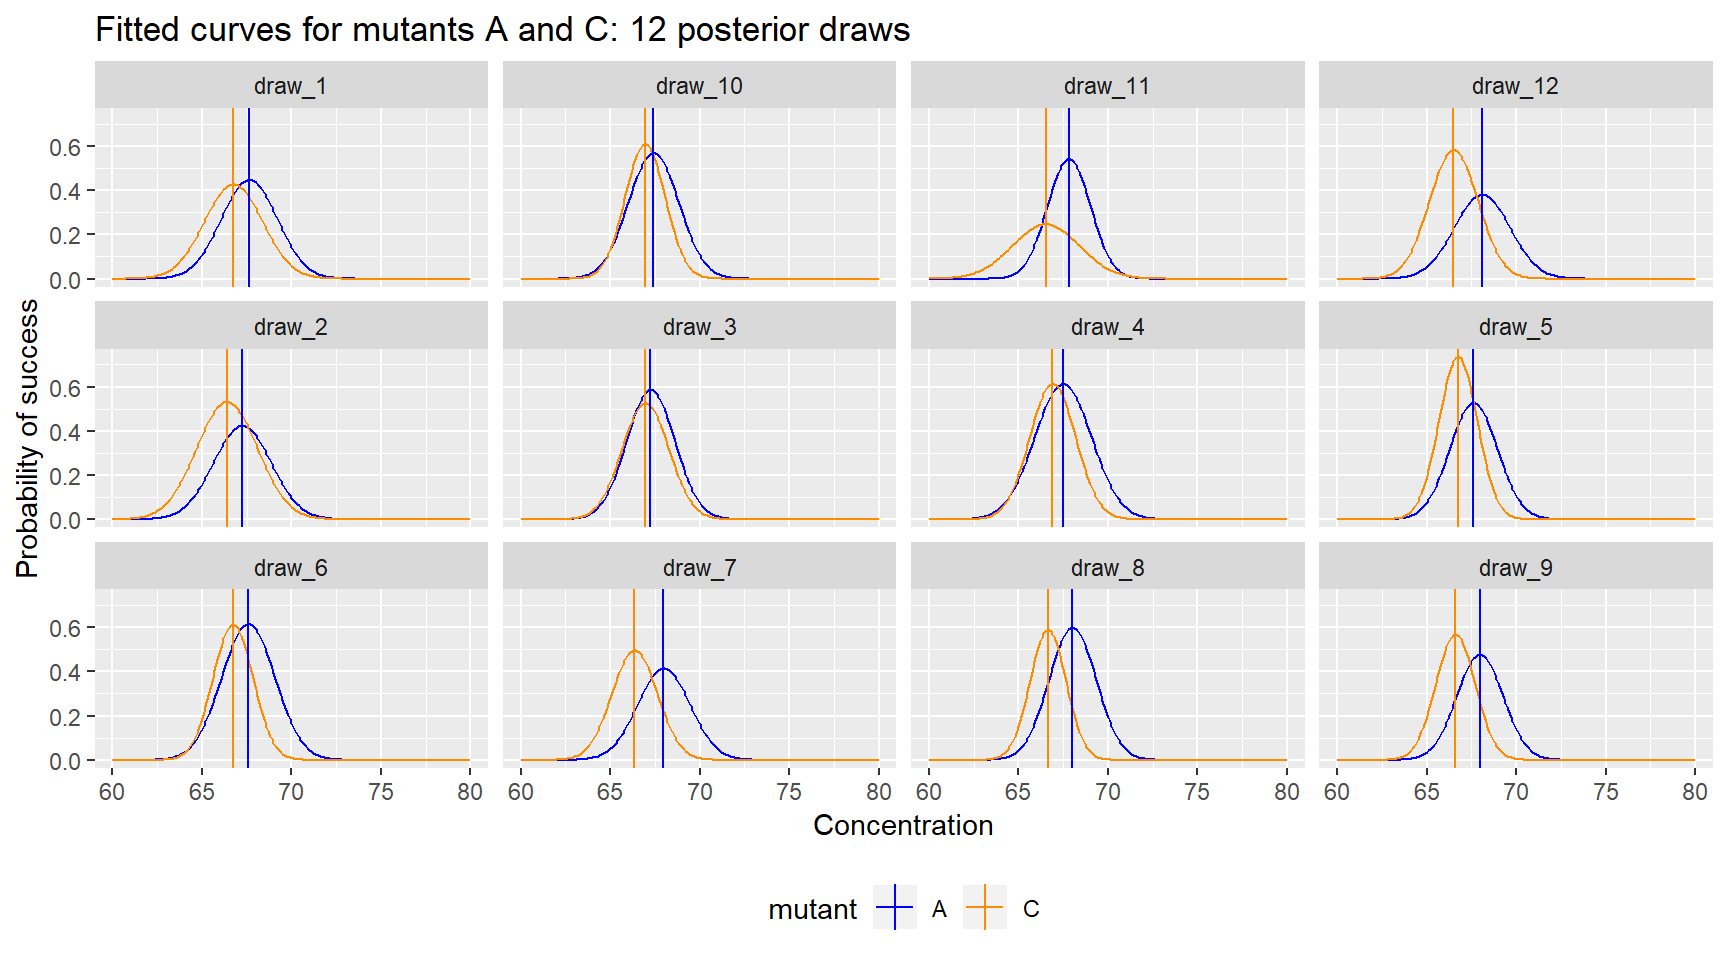 Fitted curves for mutants A and C: 12 posterior draws
draw_1 draw_10 draw_11 draw_12
0.6
0.4
0.2
0.0
draw_2 draw_3 draw_4 draw_5
0.6
0.4
0.2
0.0
draw_6 draw_7 draw_8 draw_9
0.6
0.4
0.2
0.0
60 65 70 75 80 60 65 70 75 80 60 65 70 75 80 60 65 70 75 80
Probability of success
Concentration
mutant A C